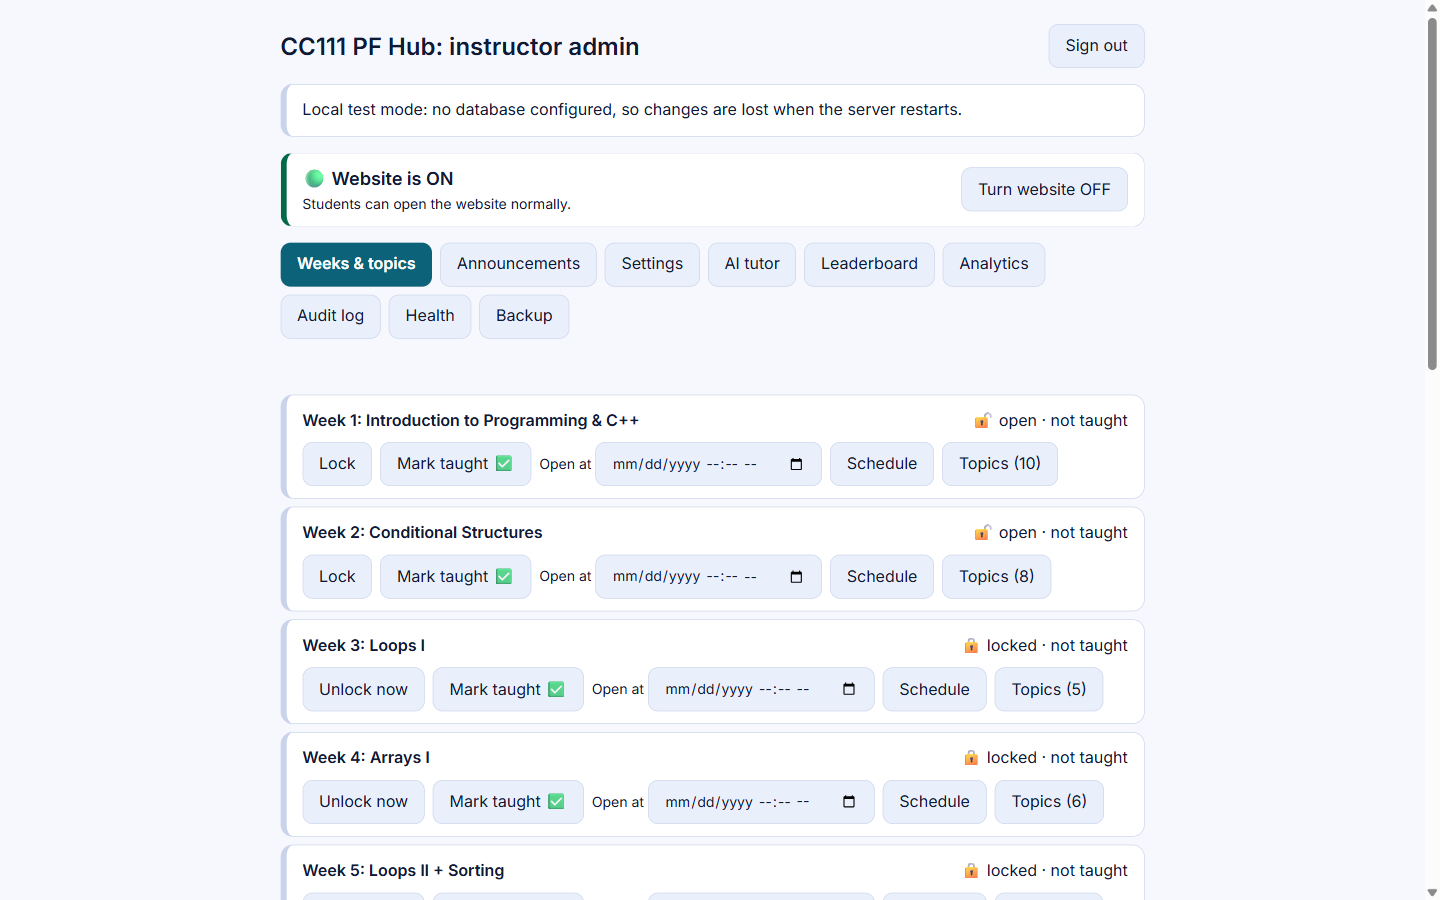 CC111 PF Hub: instructor admin
Sign out
Local test mode: no database configured, so changes are lost when the server restarts.
Website is ON
Students can open the website normally.
Turn website OFF
Weeks & topics Announcements Settings AI tutor Leaderboard Analytics
Audit log Health Backup
Week 1: Introduction to Programming & C++ open · not taught
Lock Mark taught ✅ Open at mm/dd/yyyy --:-- -- Schedule Topics (10)
Week 2: Conditional Structures open · not taught
Lock Mark taught ✅ Open at mm/dd/yyyy --:-- -- Schedule Topics (8)
Week 3: Loops I locked · not taught
Unlock now Mark taught ✅ Open at mm/dd/yyyy --:-- -- Schedule Topics (5)
Week 4: Arrays I locked · not taught
Unlock now Mark taught ✅ Open at mm/dd/yyyy --:-- -- Schedule Topics (6)
Week 5: Loops II + Sorting locked · not taught